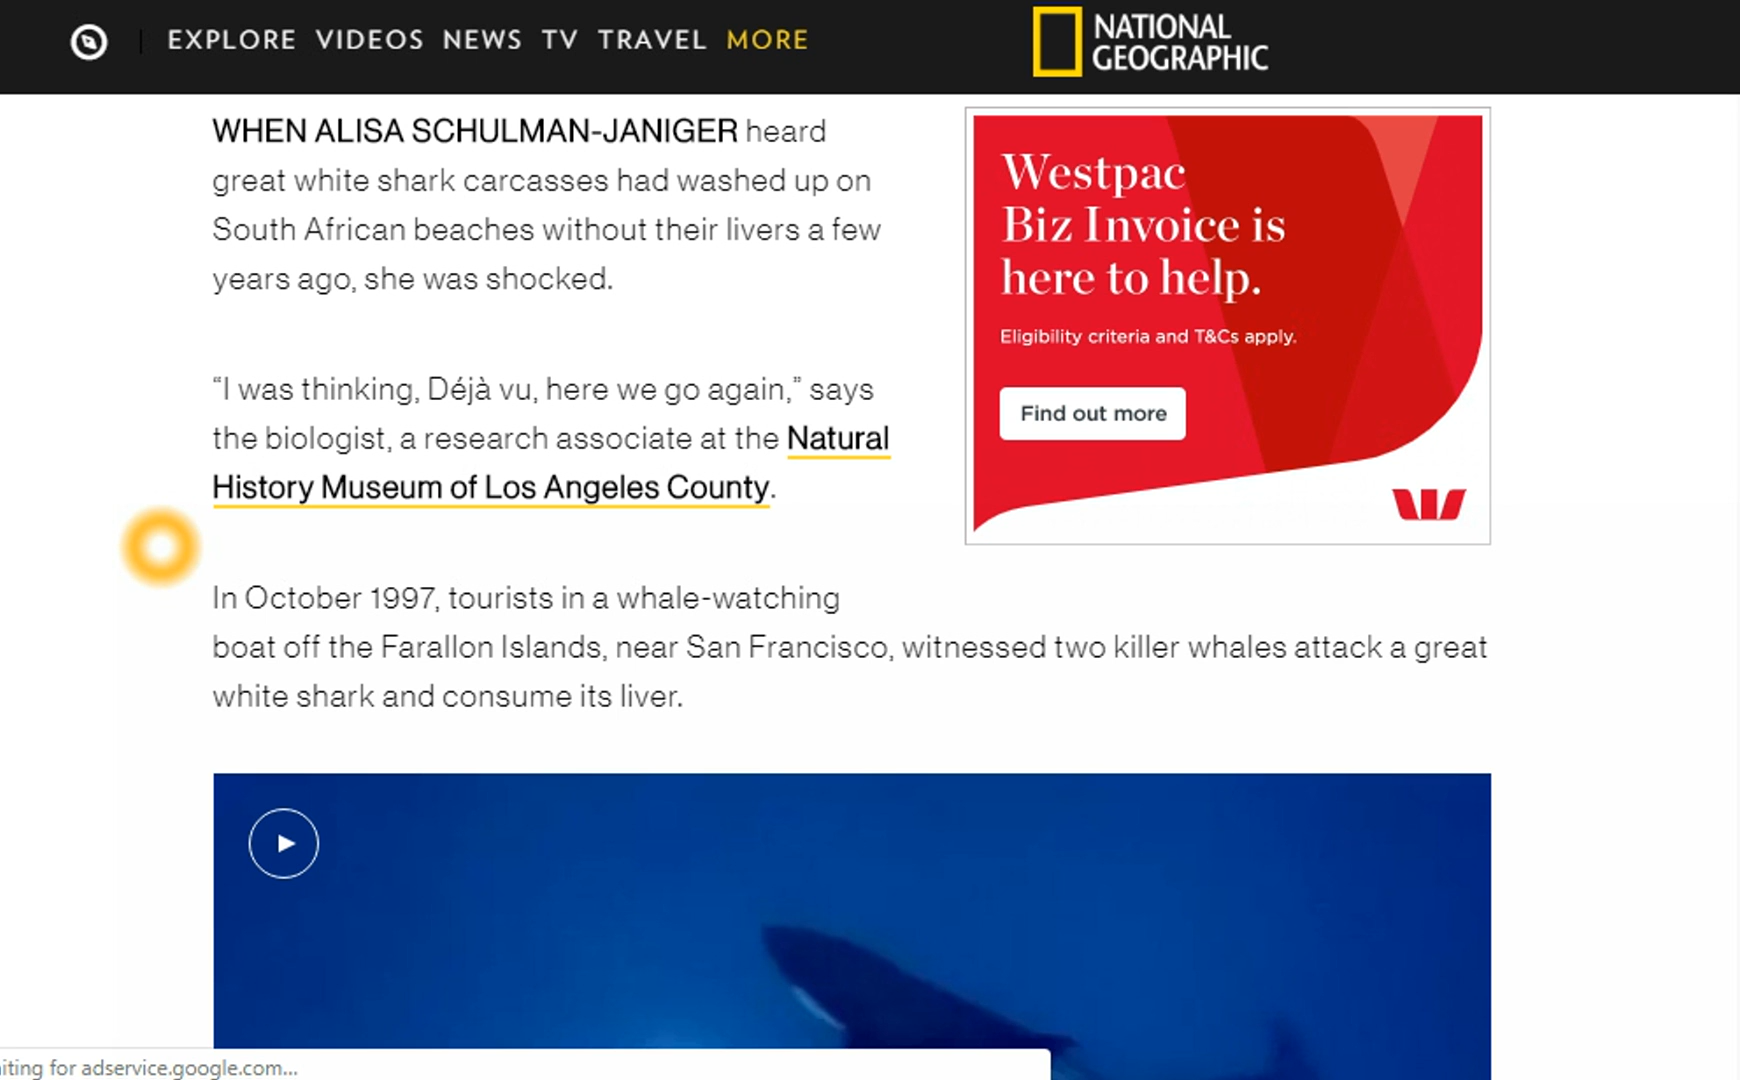 EXPLORE VIDEOS NEWS TV TRAVEL MORE
NATIONAL
GEOGRAPHIC
WHEN ALISA SCHULMAN-JANIGER heard
great white shark carcasses had washed up on
South African beaches without their livers a few
years ago, she was shocked.
“I was thinking, Déjà vu, here we go again,” says
the biologist, a research associate at the Natural
History Museum of Los Angeles County.
In October 1997, tourists in a whale-watching
boat off the Farallon Islands, near San Francisco, witnessed two killer whales attack a great
white shark and consume its liver.
Westpac
Biz Invoice is
here to help.
Eligibility criteria and T&Cs apply.
Find out more
iting for adservice.google.com...